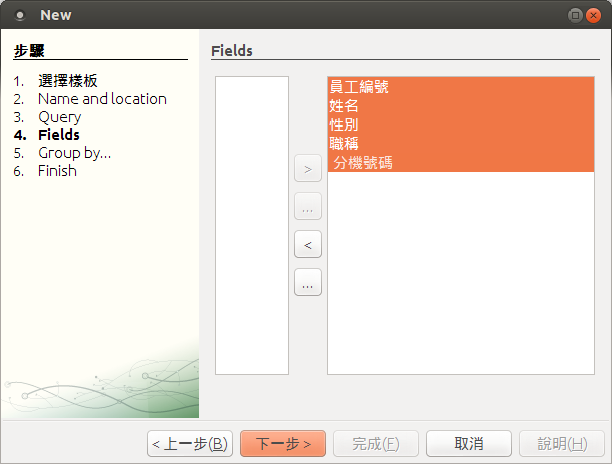 New
步驟
1. 選擇樣板
2. Name and location
3. Query
4. Fields
5. Group by...
6. Finish
Fields
員工編號
姓名
性別
職稱
分機號碼
>
...
<
...
< 上一步(B)
下一步 >
完成(F)
取消
說明(H)